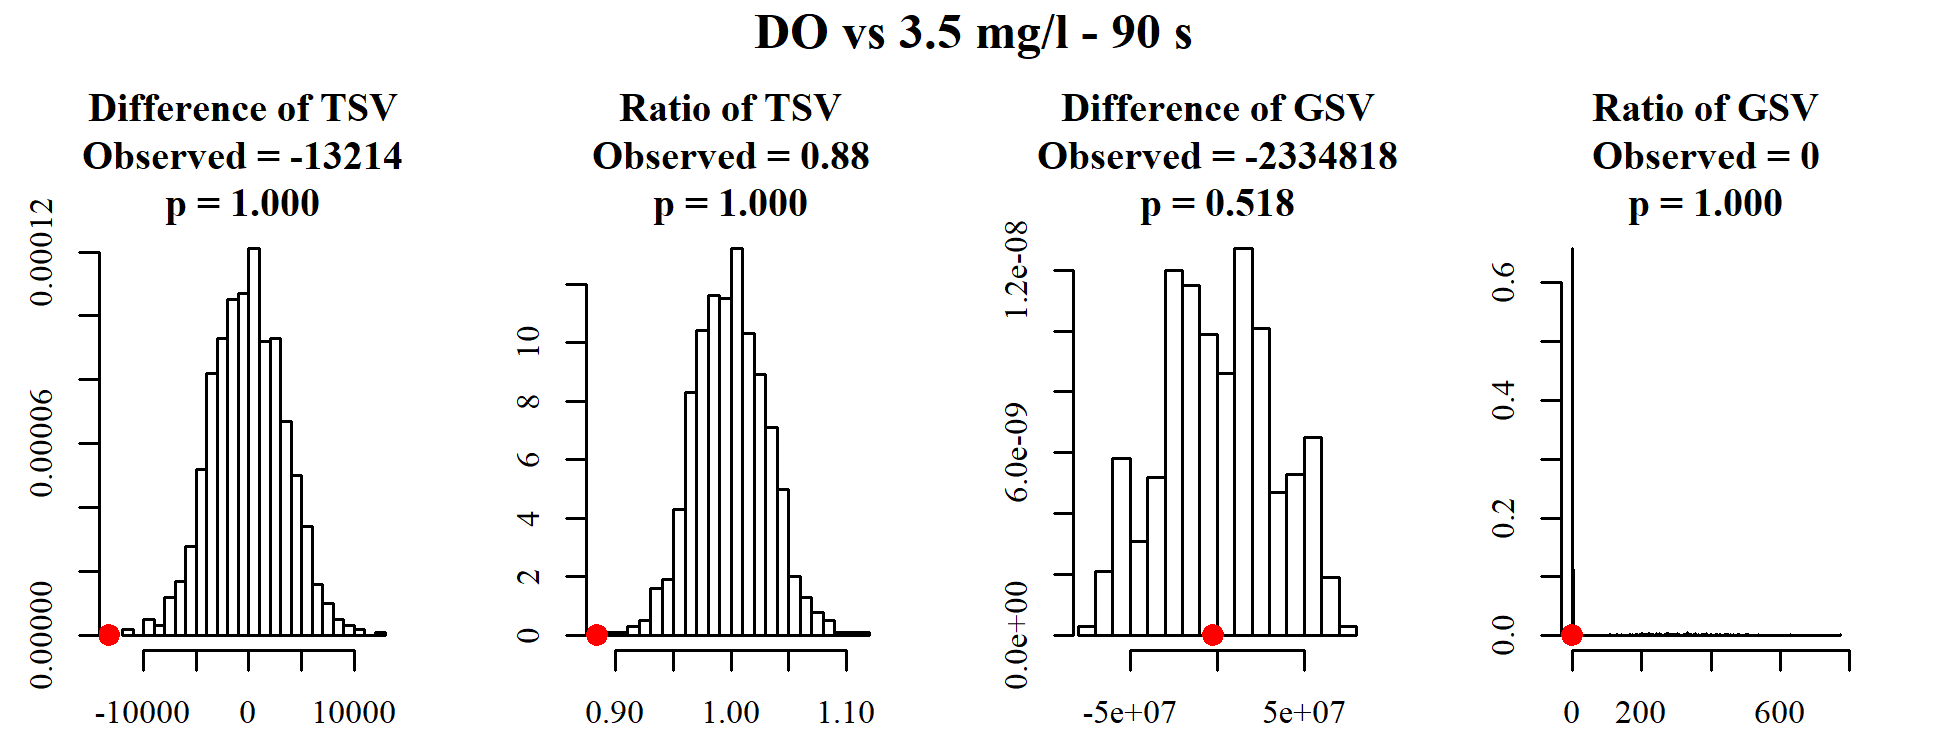 DO vs 3.5 mg/l - 90 s
Difference of TSV
Observed = -13214
p = 1.000
0.00000 0.00006 0.00012
-10000 0 10000
Ratio of TSV
Observed = 0.88
p = 1.000
0 2 4 6 8 10
0.90 1.00 1.10
Difference of GSV
Observed = -2334818
p = 0.518
0.0e+00 6.0e-09 1.2e-08
-5e+07 5e+07
Ratio of GSV
Observed = 0
p = 1.000
0.0 0.2 0.4 0.6
0 200 600